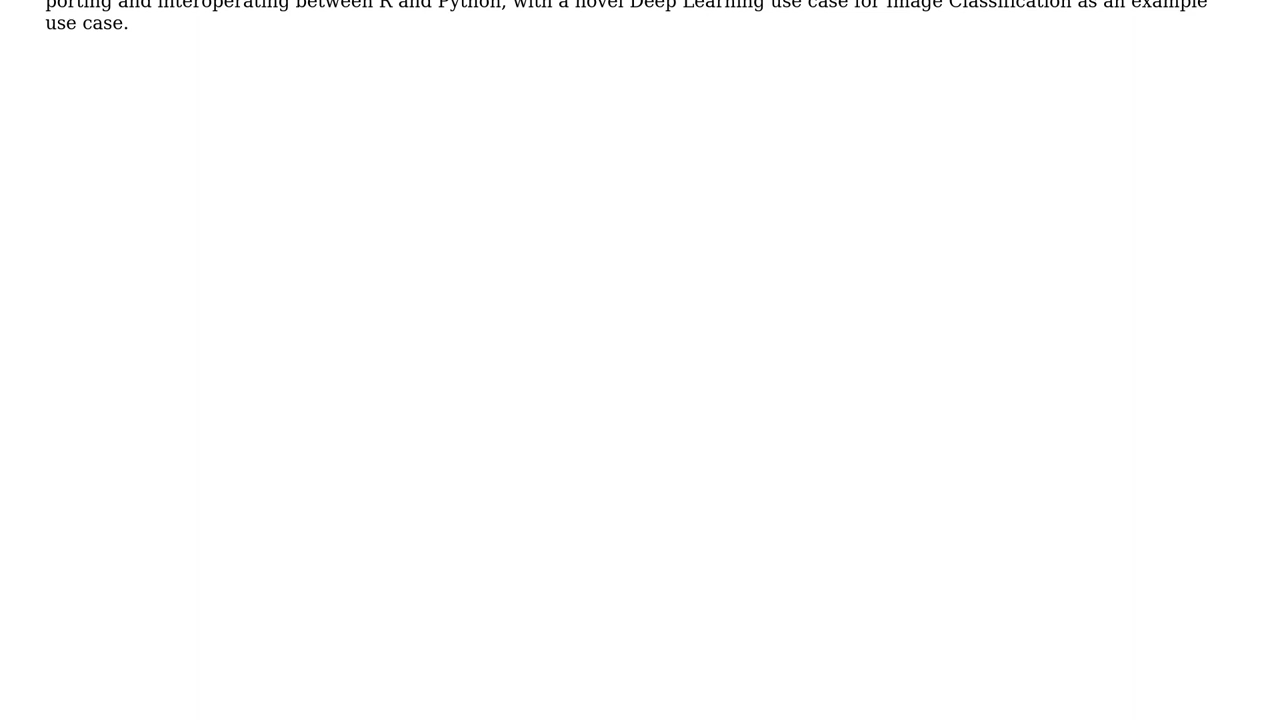 porting and interoperating between R and Python, with a novel Deep Learning use case for Image Classification as an example
use case.